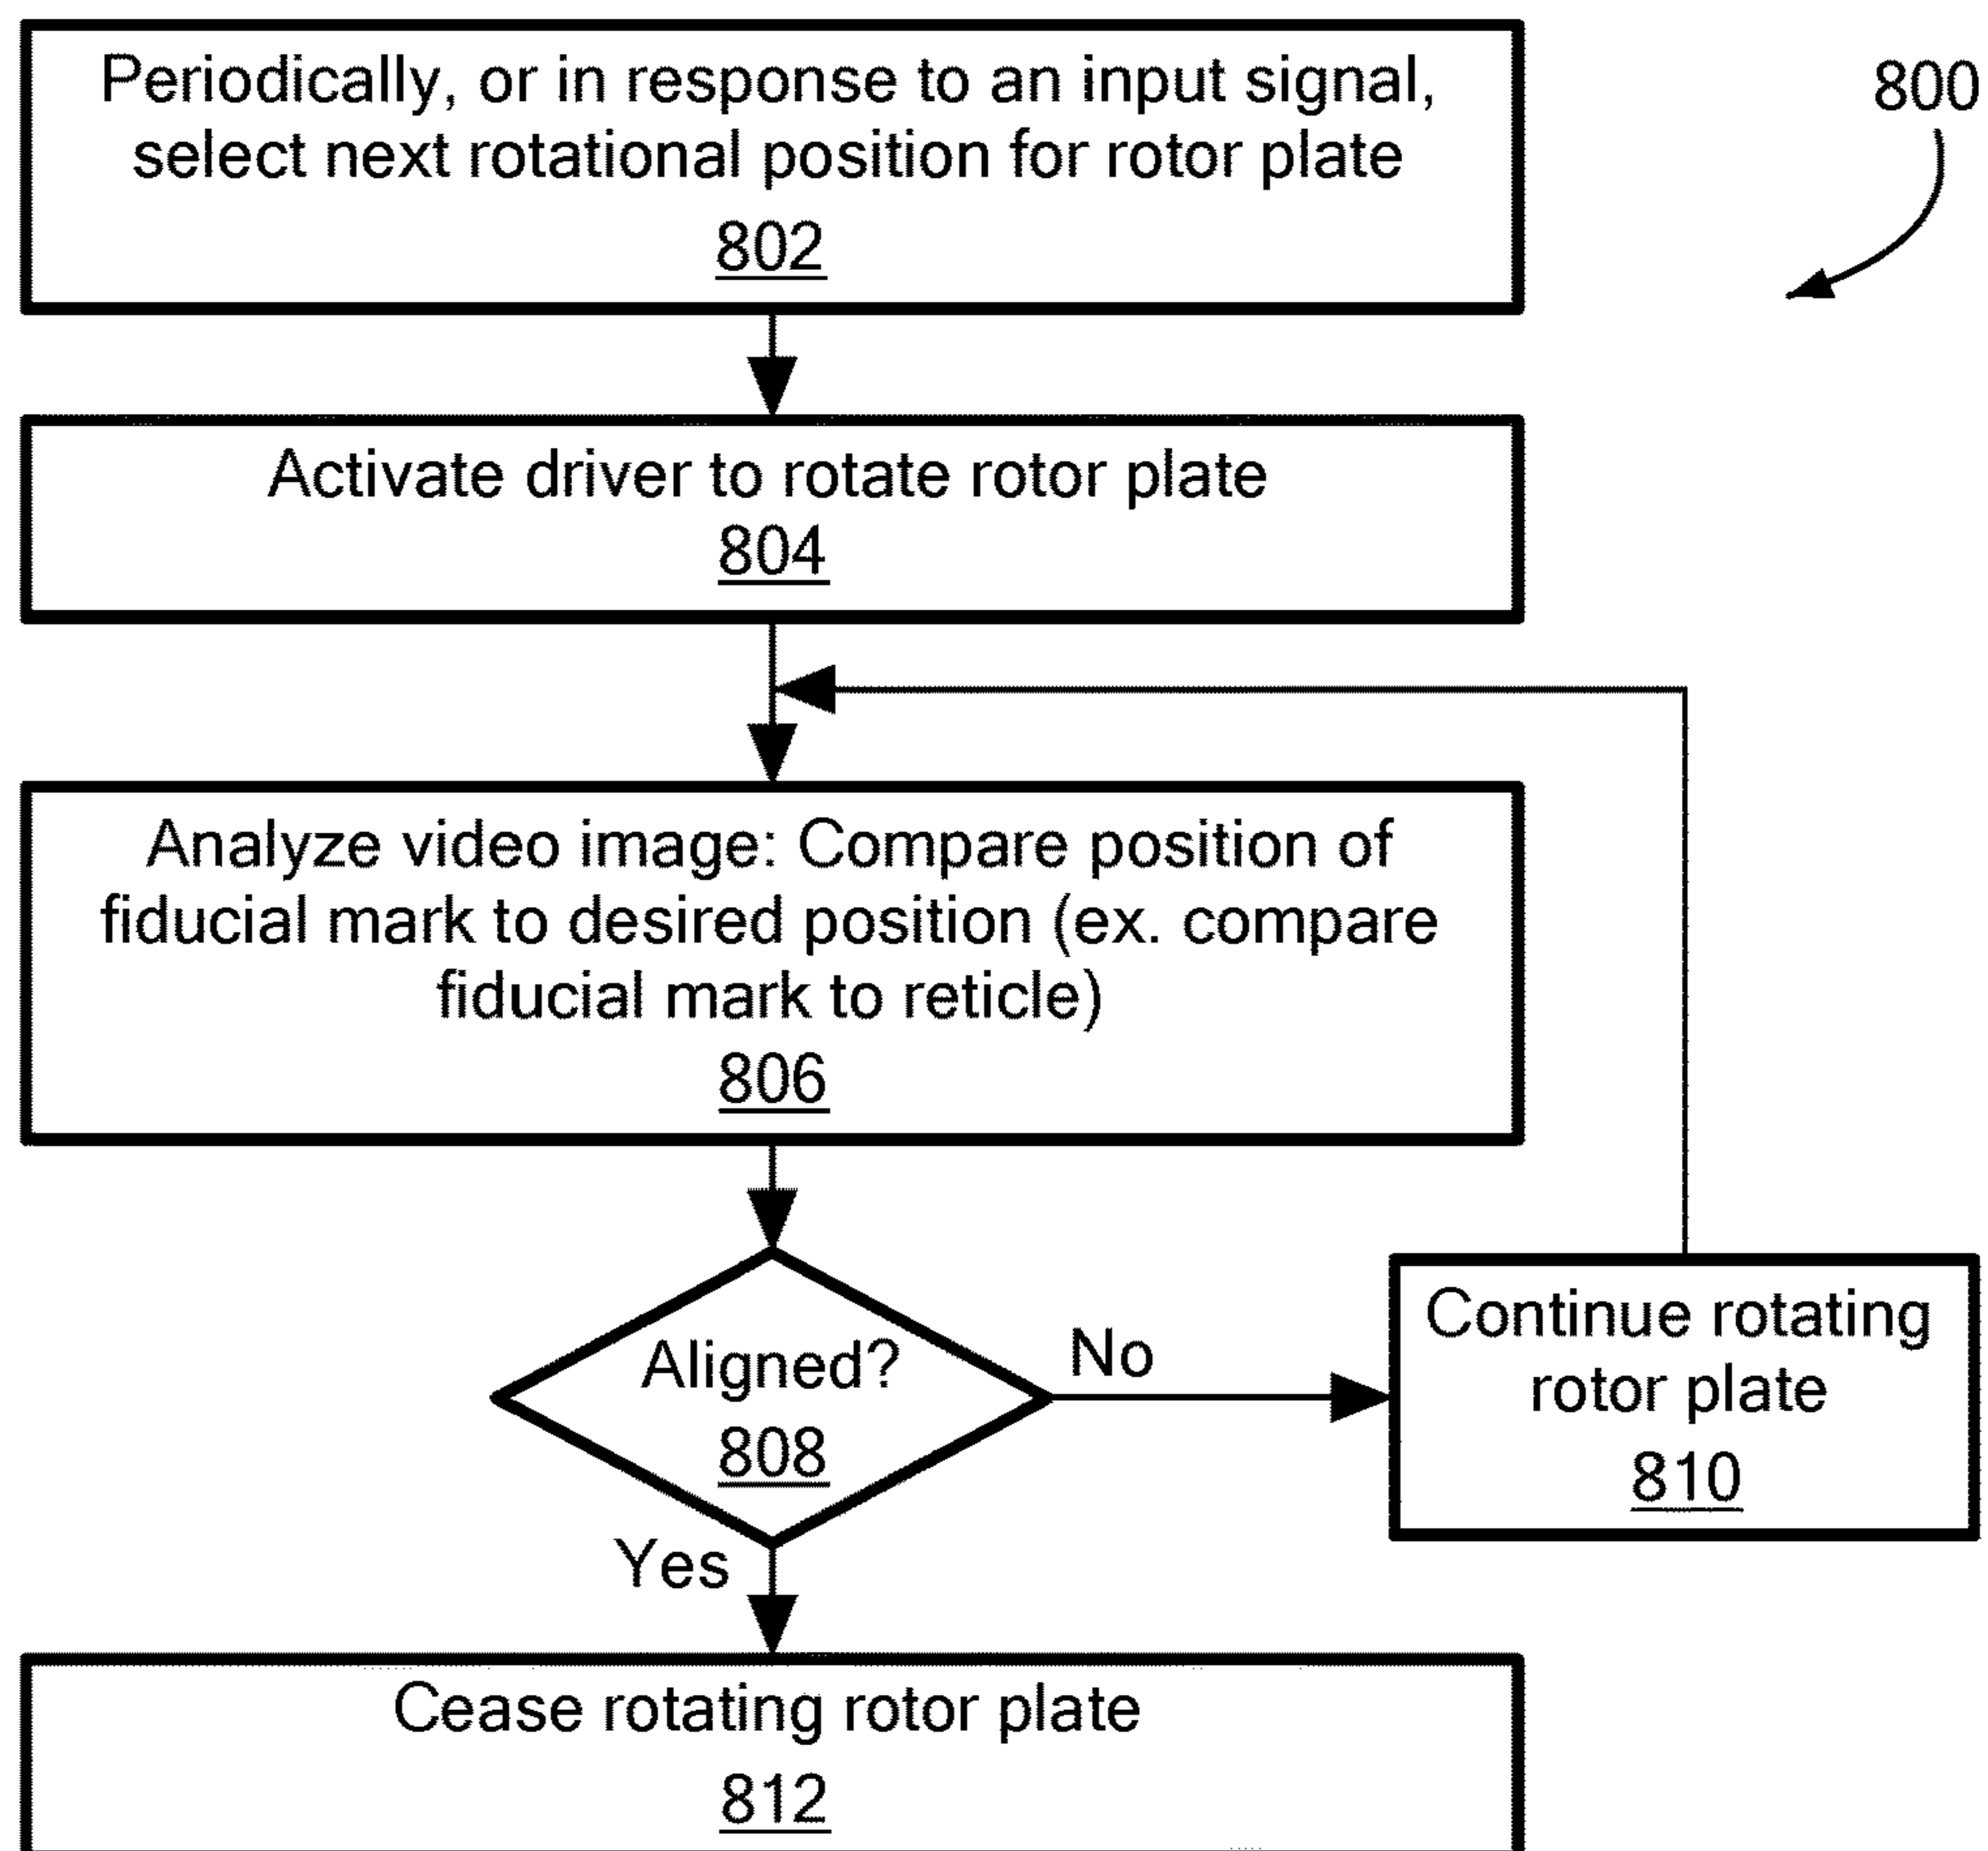 Periodically, or in response to an input signal,
select next rotational position for rotor plate
802
800
Activate driver to rotate rotor plate
804
Analyze video image: Compare position of
fiducial mark to desired position (ex. compare
fiducial mark to reticle)
806
Aligned?
808
No
Continue rotating
rotor plate
810
Yes
Cease rotating rotor plate
812